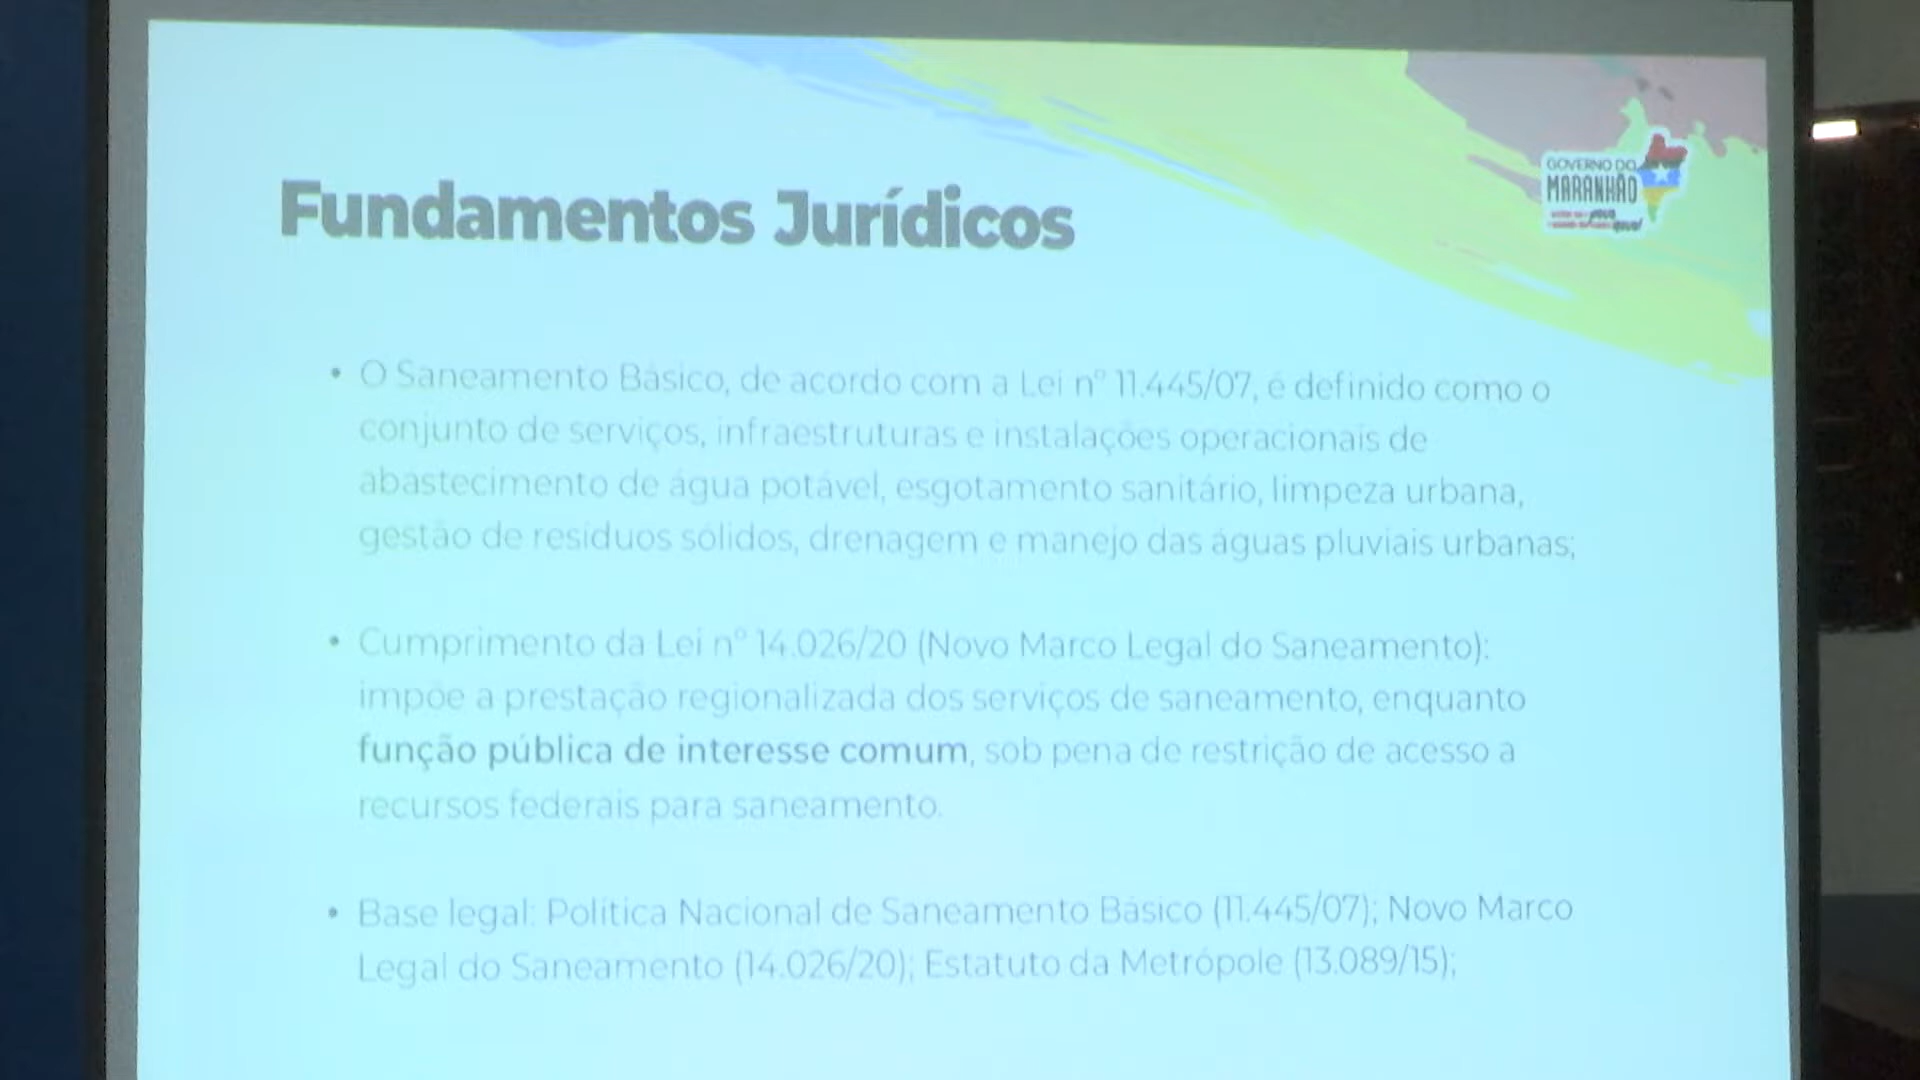 GOVERNO DO
MARANHÃO
Fundamentos Jurídicos
• O Saneamento Básico, de acordo com a Lei nº 11.445/07, é definido como o
conjunto de serviços, infraestruturas e instalações operacionais de
abastecimento de água potável, esgotamento sanitário, limpeza urbana,
gestão de resíduos sólidos, drenagem e manejo das águas pluviais urbanas;
• Cumprimento da Lei nº 14.026/20 (Novo Marco Legal do Saneamento):
impõe a prestação regionalizada dos serviços de saneamento, enquanto
função pública de interesse comum, sob pena de restrição de acesso a
recursos federais para saneamento.
• Base legal: Política Nacional de Saneamento Básico (11.445/07); Novo Marco
Legal do Saneamento (14.026/20); Estatuto da Metrópole (13.089/15);